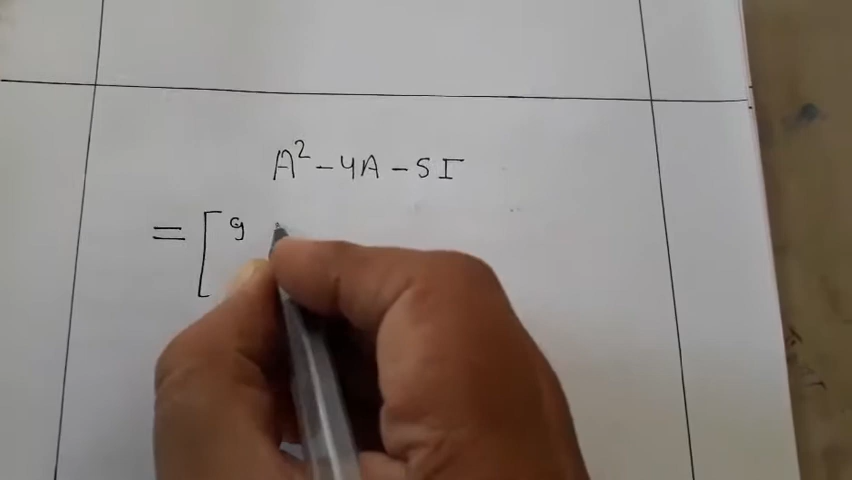 A² - 4A - 5I
= [ 9